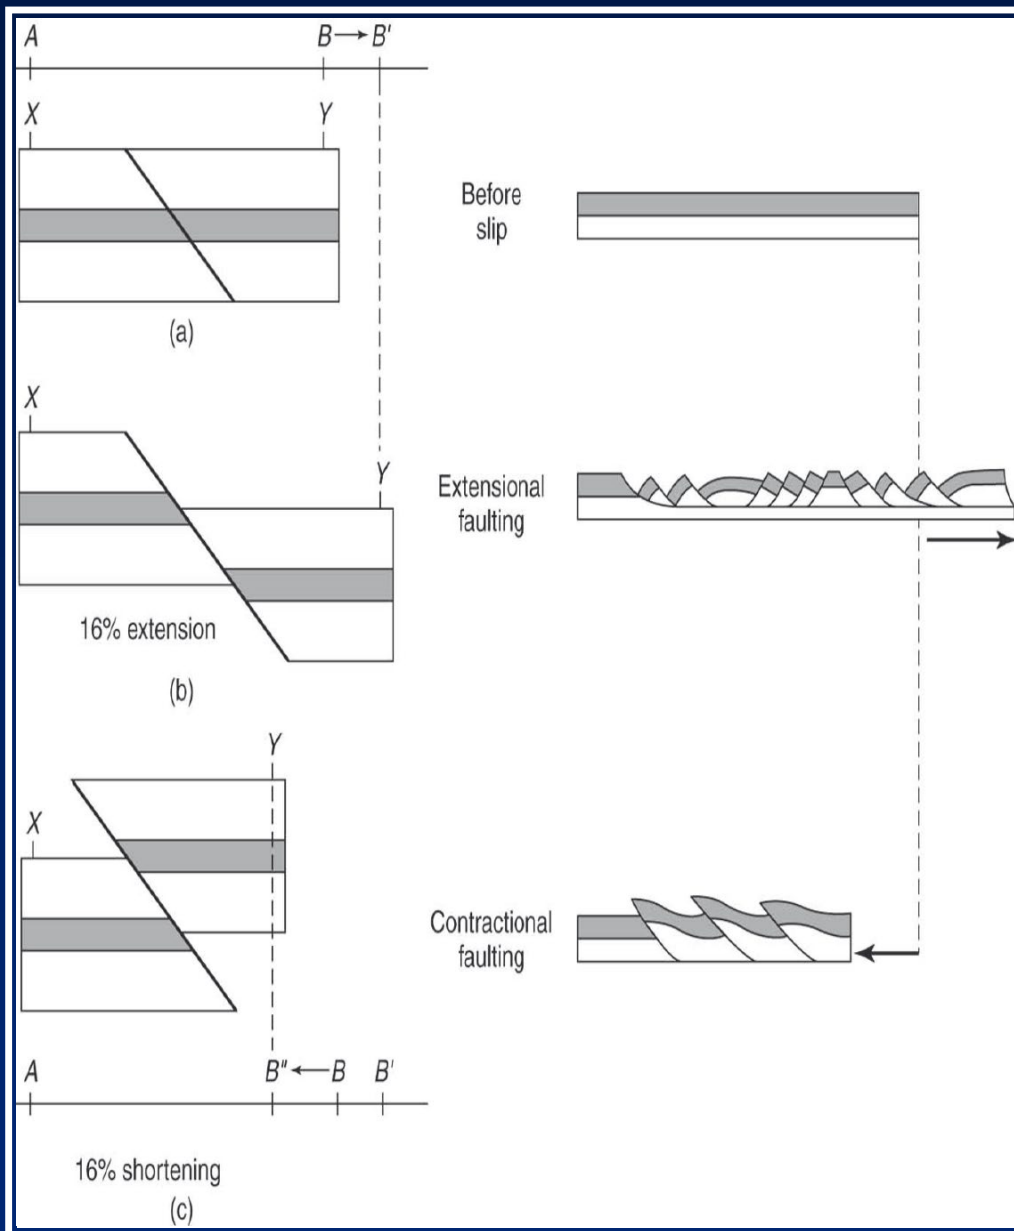 A B B'
X Y
(a)
X
Y
16% extension
(b)
Y
X
A B" B B'
16% shortening
(c)
Before
slip
Extensional
faulting
Contractional
faulting